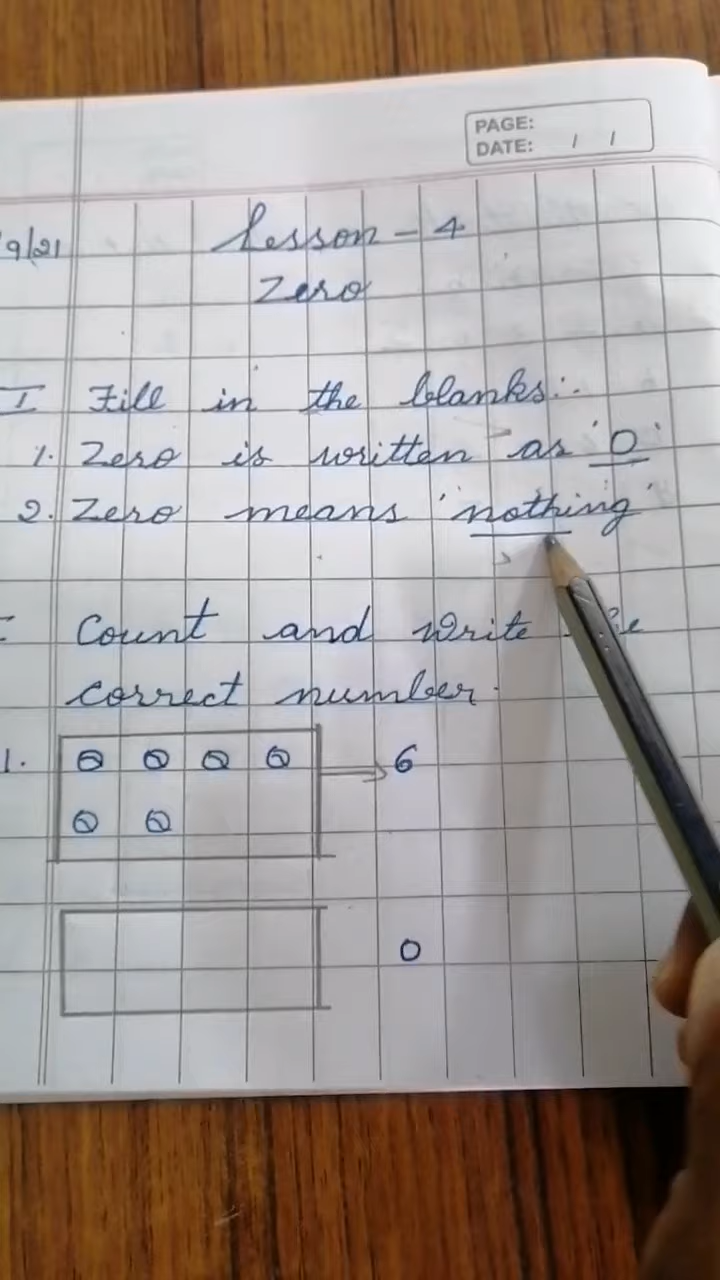 PAGE:
DATE: / /
9/21
Lesson - 4
Zero
I Fill in the blanks:-
1. Zero is written as '0'
2. Zero means 'nothing'
Count and write
correct number.
1. 6
0